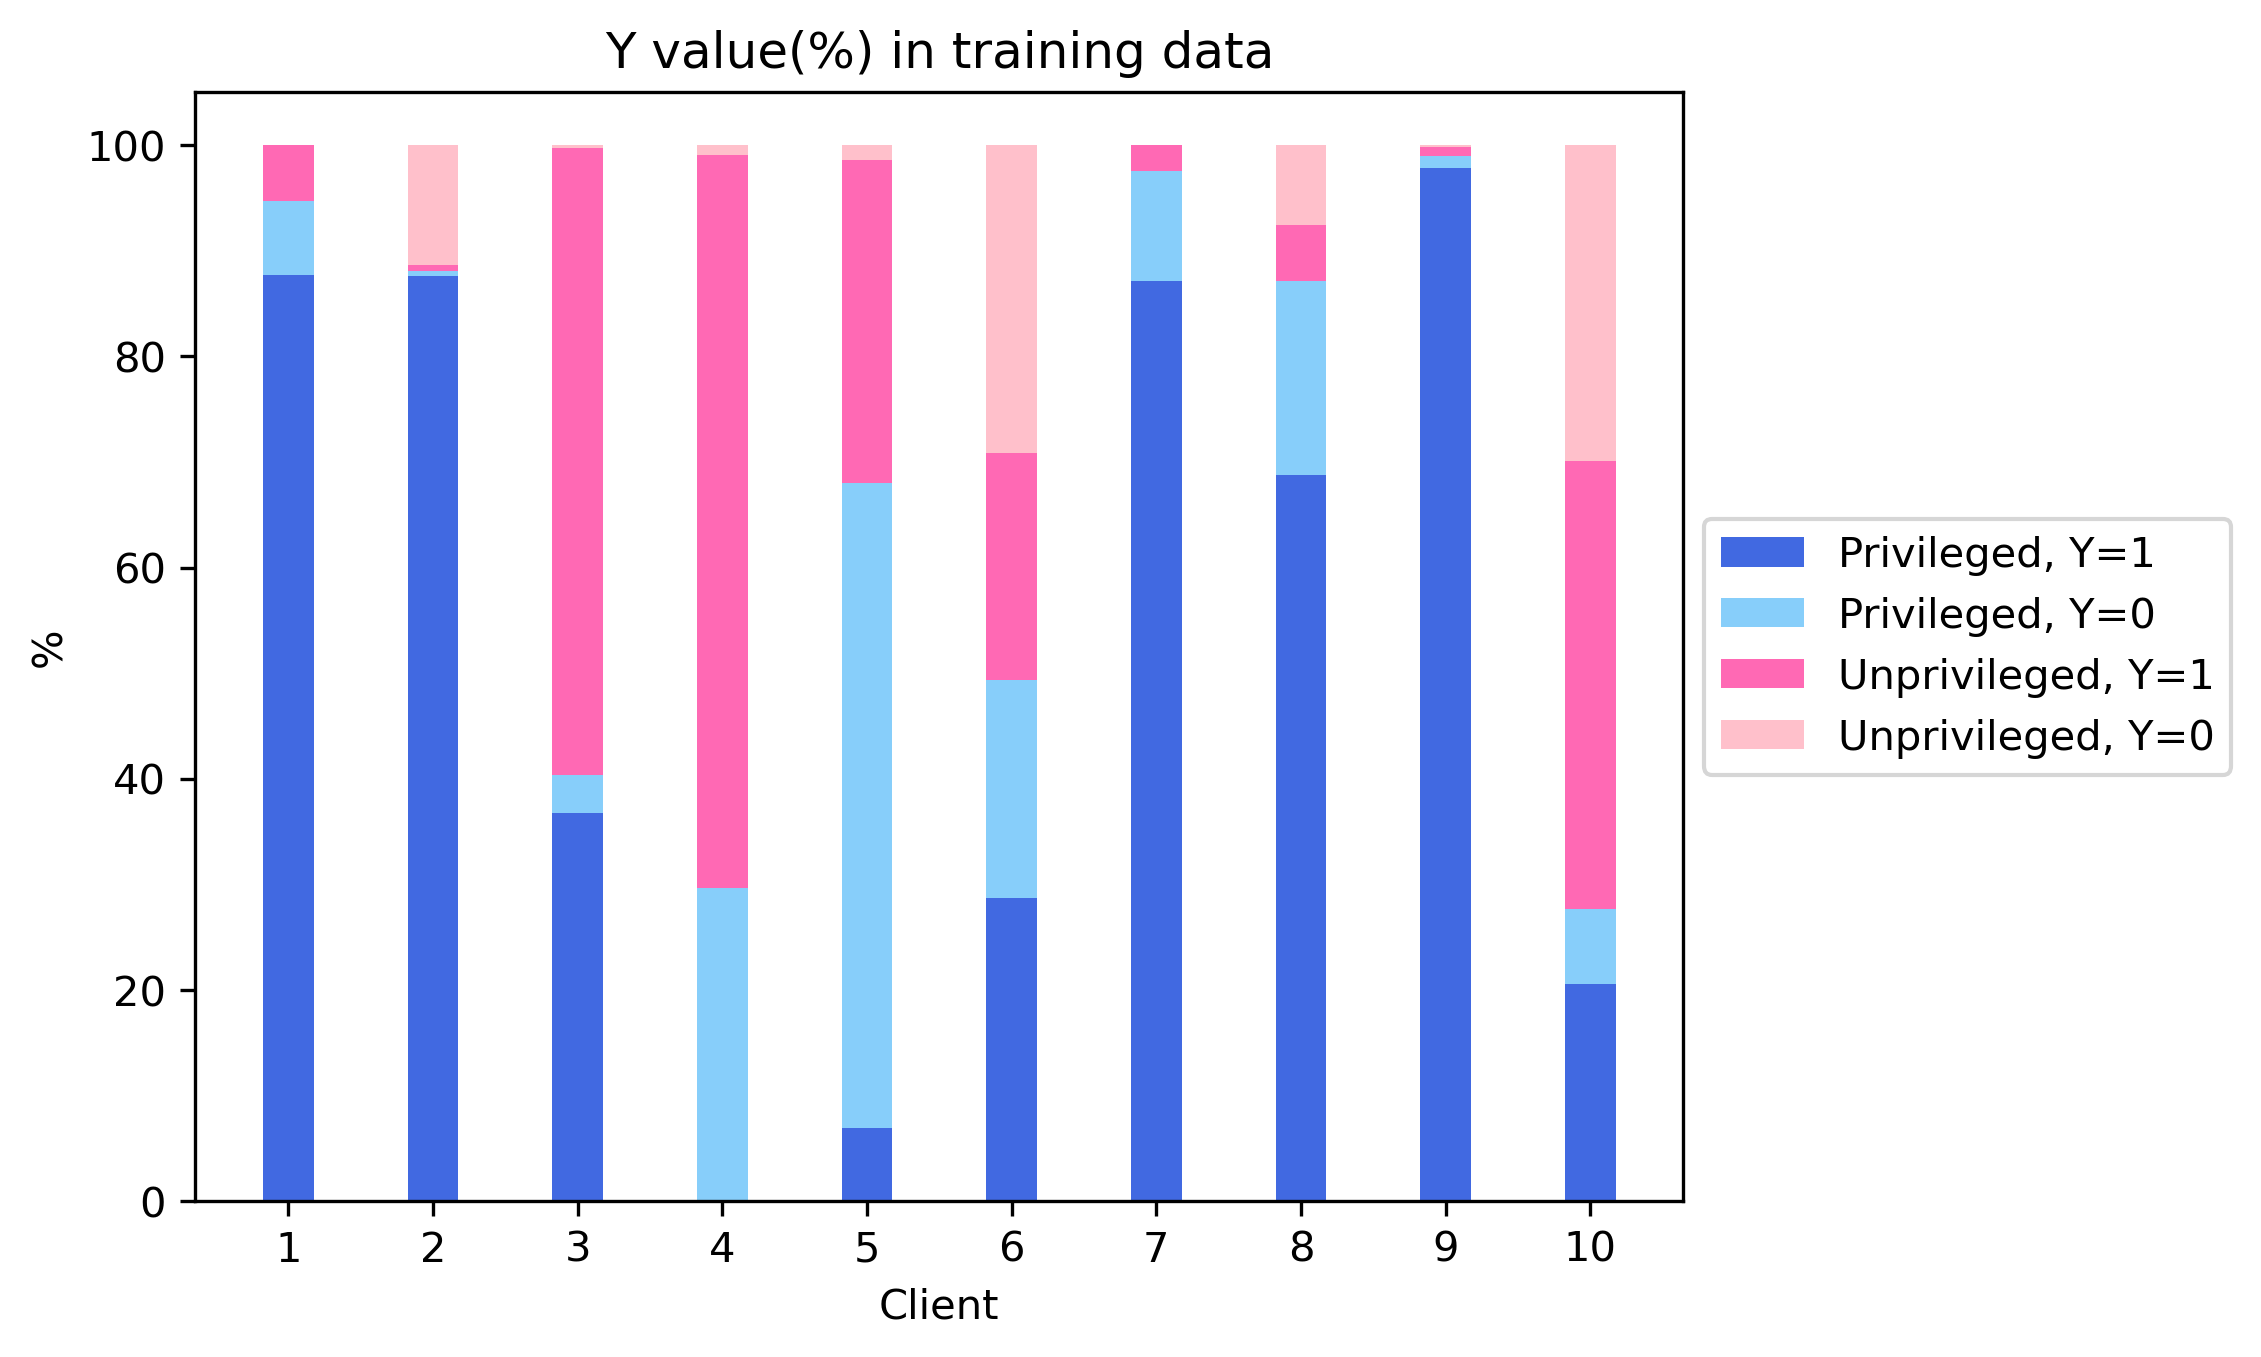 Y value(%) in training data
100
80
60
40
20
0
%
1 2 3 4 5 6 7 8 9 10
Client
Privileged, Y=1
Privileged, Y=0
Unprivileged, Y=1
Unprivileged, Y=0